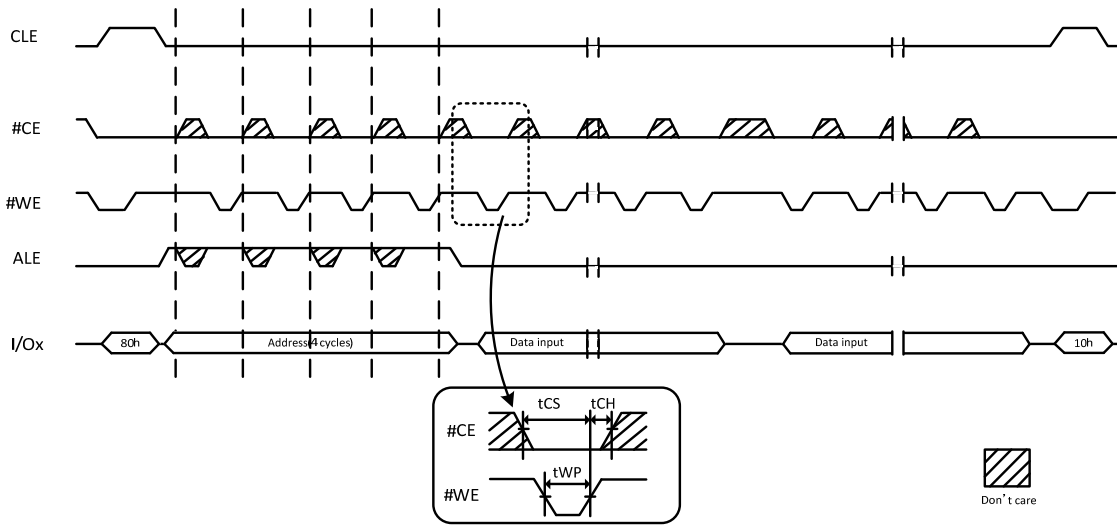 CLE
#CE
#WE
ALE
I/Ox
80h
Address(4 cycles)
Data input
Data input
10h
tCS
tCH
#CE
tWP
#WE
Don't care